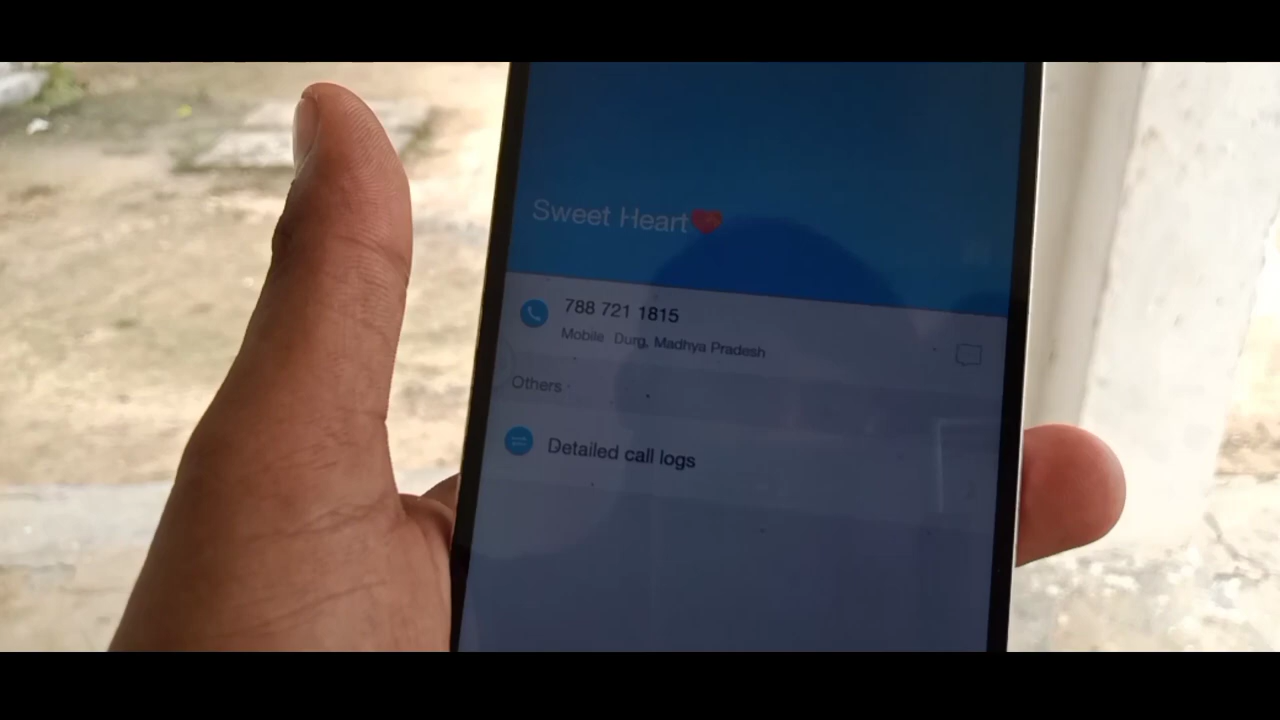 Sweet Heart❤️
788 721 1815
Mobile Durg, Madhya Pradesh
Others
Detailed call logs